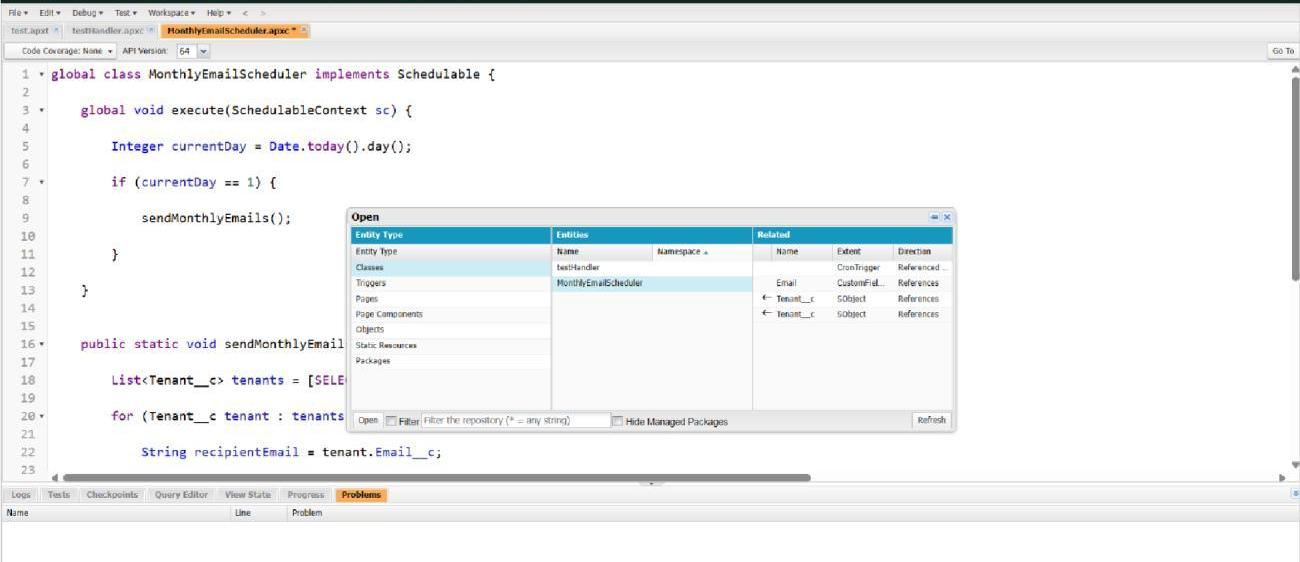 File Edit Debug Test Workspace Help < >
test.apxt testHandler.apxc MonthlyEmailScheduler.apxc *
Code Coverage: None API Version: 64 Go To
1 global class MonthlyEmailScheduler implements Schedulable {
2
3 global void execute(SchedulableContext sc) {
4
5 Integer currentDay = Date.today().day();
6
7 if (currentDay == 1) {
8
9 sendMonthlyEmails();
10
11 }
12
13 }
14
15
16 public static void sendMonthlyEmail
17
18 List<Tenant__c> tenants = [SELE
19
20 for (Tenant__c tenant : tenants
21
22 String recipientEmail = tenant.Email__c;
23
Open
Entity Type Entities Related
Entity Type Name Namespace Name Extent Direction
Classes testHandler CronTrigger Referenced ...
Triggers MonthlyEmailScheduler Email CustomFiel... References
Pages ← Tenant__c SObject References
Page Components ← Tenant__c SObject References
Objects
Static Resources
Packages
Open Filter Filter the repository (* = any string) Hide Managed Packages Refresh
Logs Tests Checkpoints Query Editor View State Progress Problems
Name Line Problem